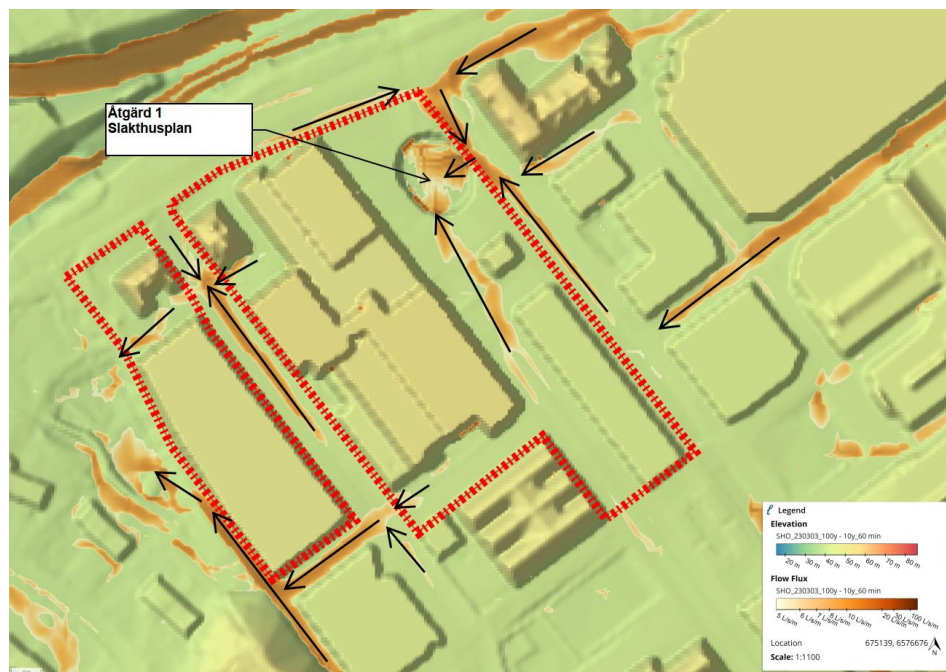 Åtgärd 1
Slakthusplan
Legend
Elevation
SHO_230303_100y - 10y_60 min
20 m 30 m 40 m 50 m 60 m 70 m 80 m
Flow Flux
SHO_230303_100y - 10y_60 min
5 L/s/m 6 L/s/m 7 L/s/m 8 L/s/m 10 L/s/m 20 L/s/m 30 L/s/m 100 L/s/m
Location 675139, 6576676
Scale: 1:1100
N